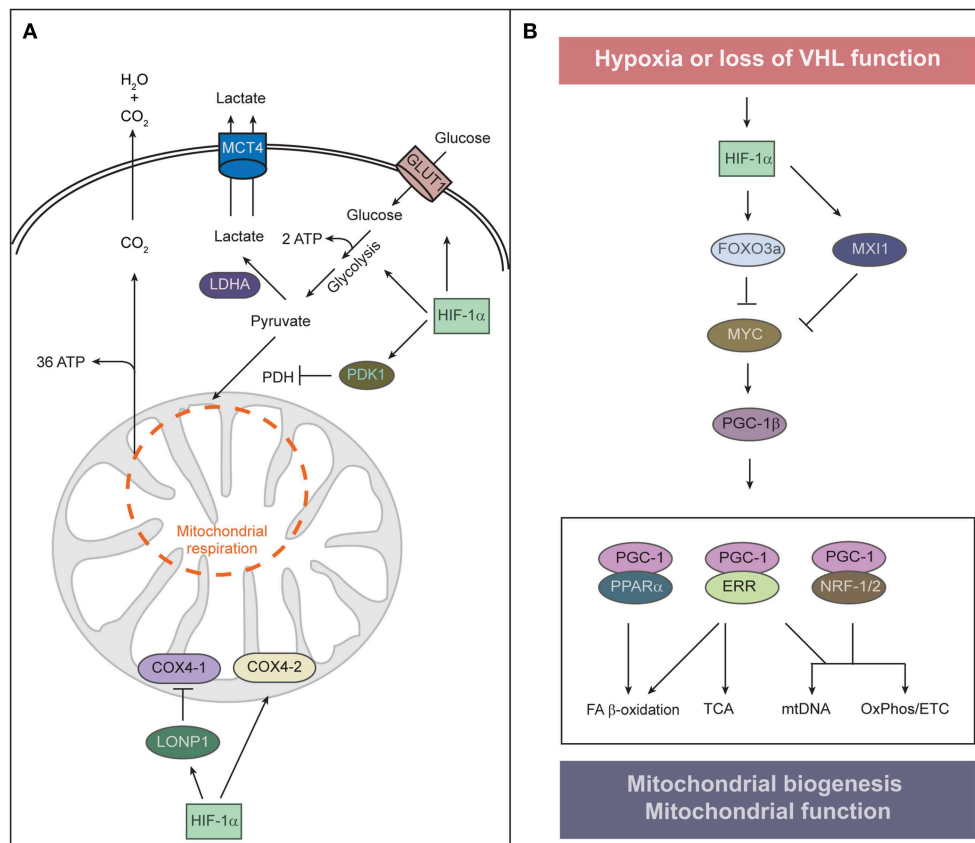 A
H₂O
+
CO₂
Lactate
MCT4
Glucose
GLUT1
Glucose
2 ATP
Glycolysis
CO₂
Lactate
LDHA
HIF-1α
Pyruvate
36 ATP
PDH
PDK1
Mitochondrial
respiration
COX4-1
COX4-2
LONP1
HIF-1α
B
Hypoxia or loss of VHL function
HIF-1α
FOXO3a
MXI1
MYC
PGC-1β
PGC-1
PGC-1
PGC-1
PPARα
ERR
NRF-1/2
FA β-oxidation
TCA
mtDNA
OxPhos/ETC
Mitochondrial biogenesis
Mitochondrial function